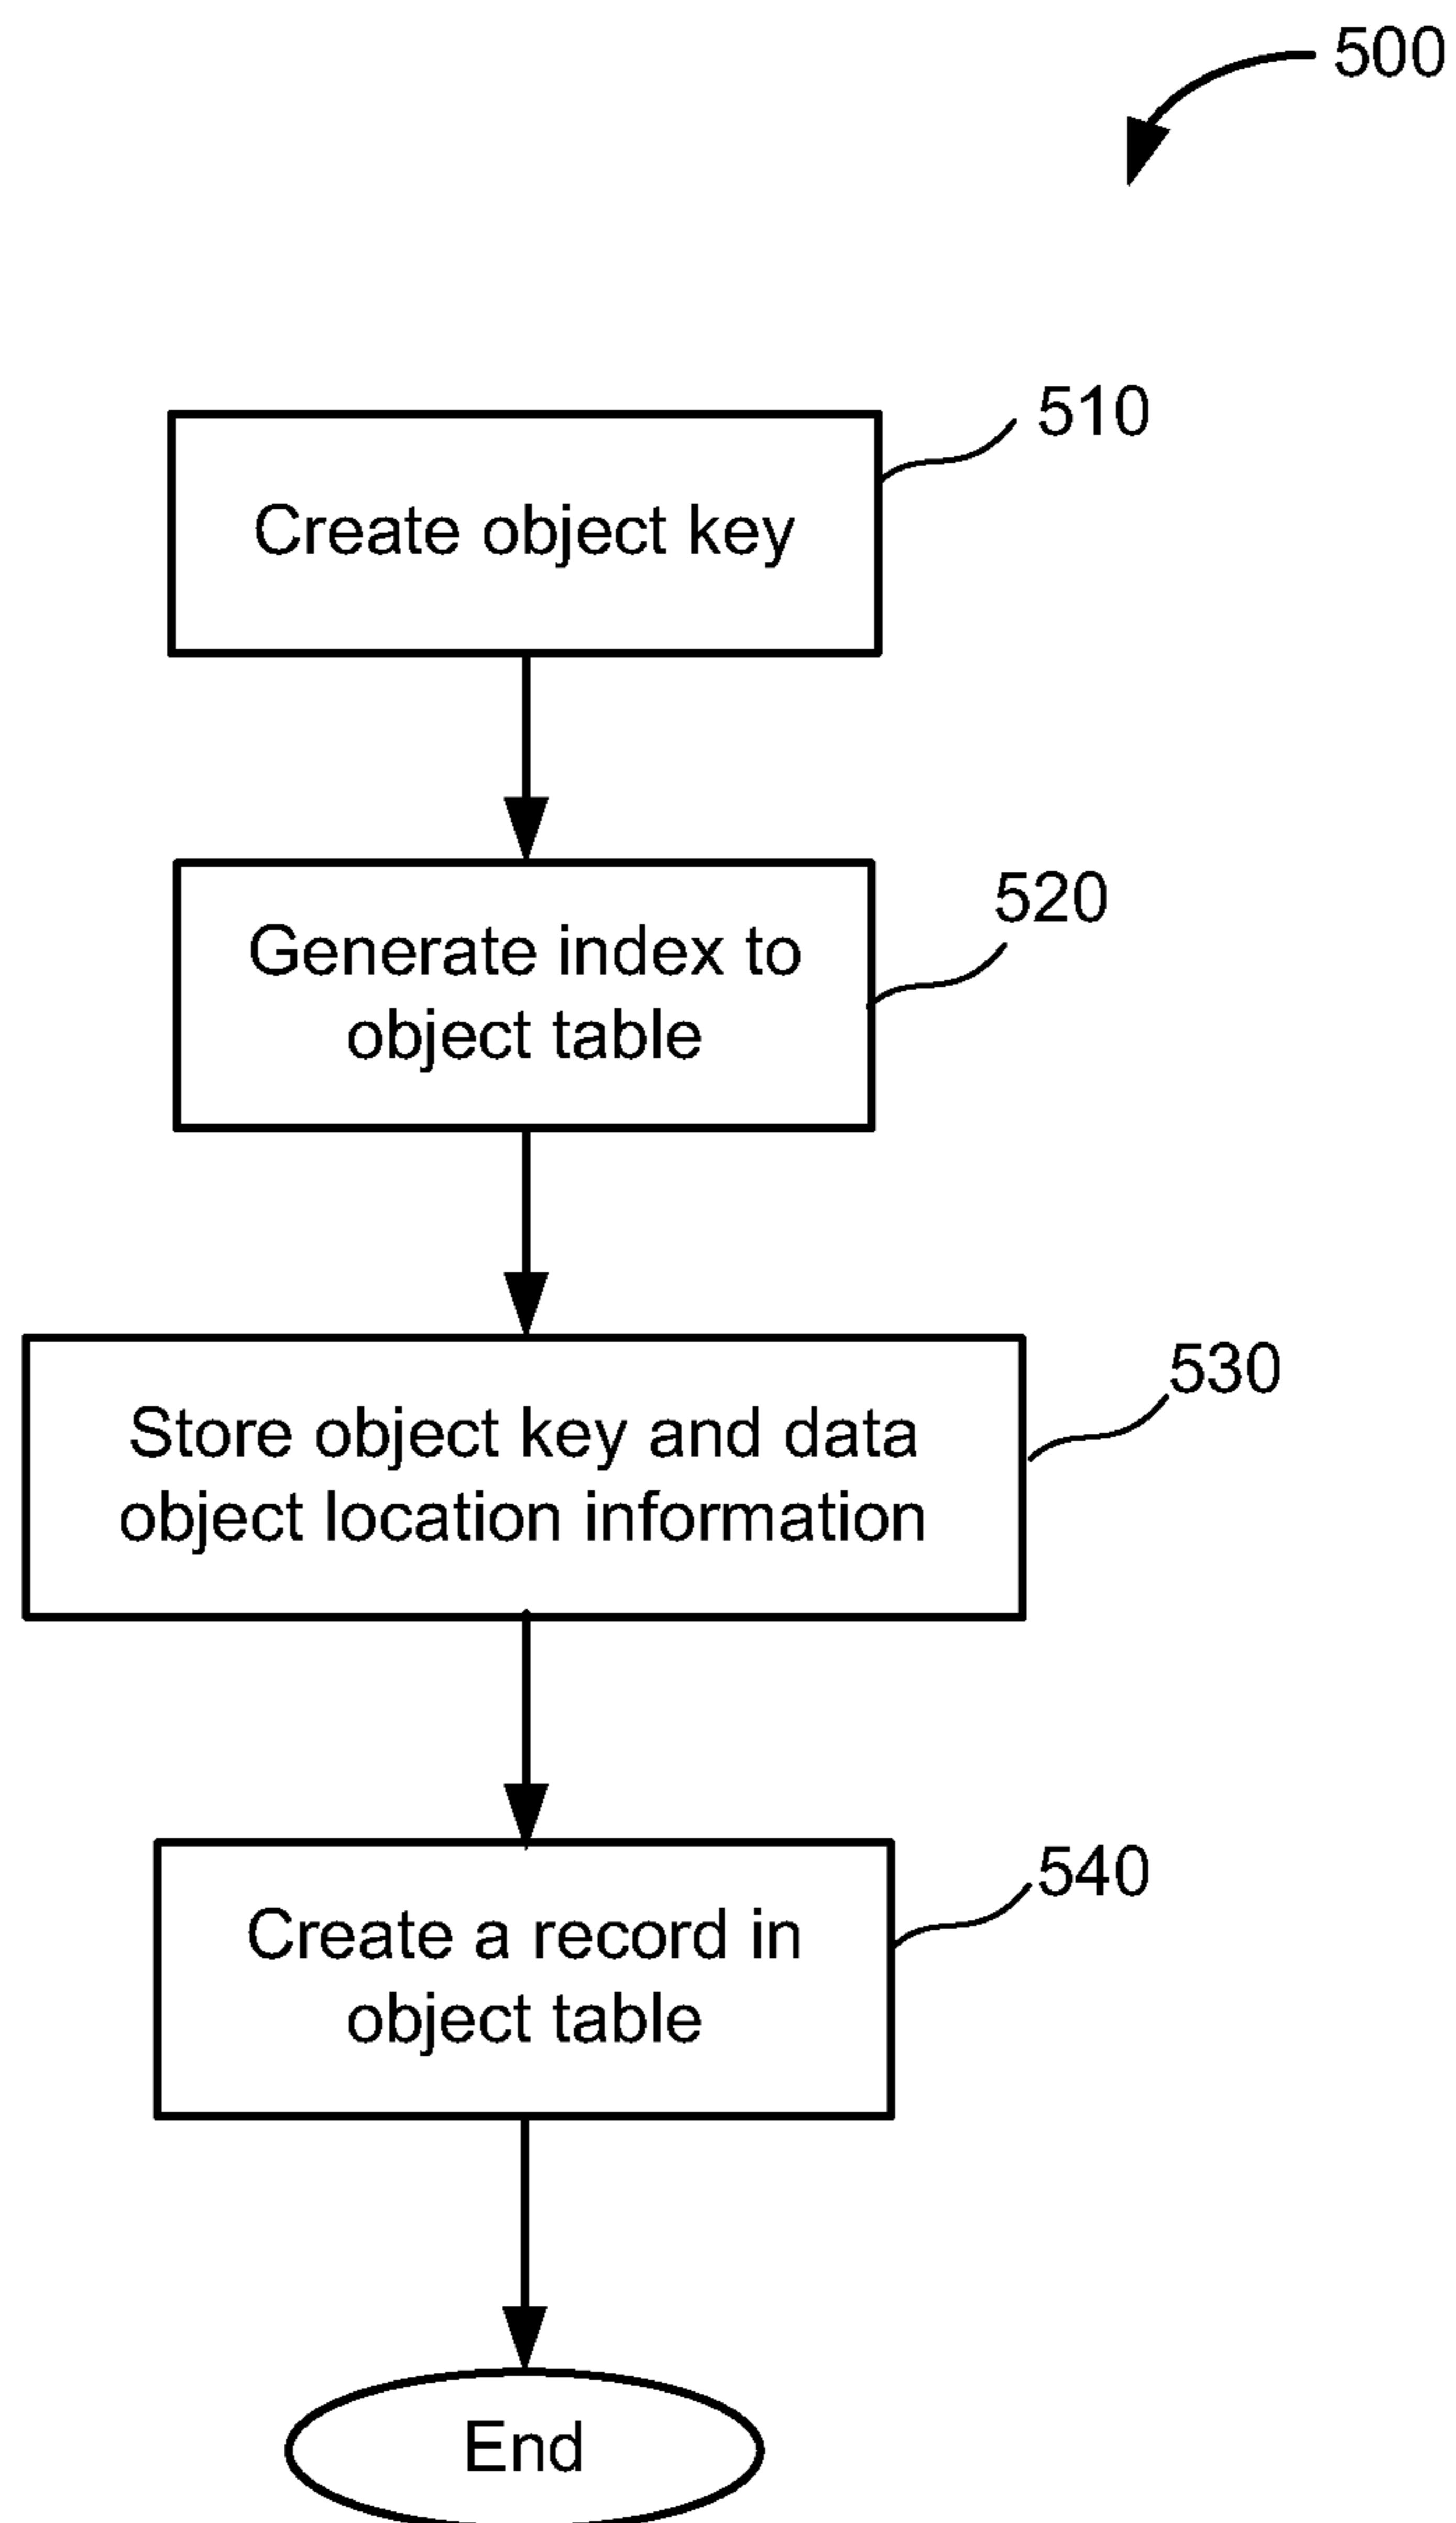 500
510
Create object key
520
Generate index to
object table
530
Store object key and data
object location information
540
Create a record in
object table
End